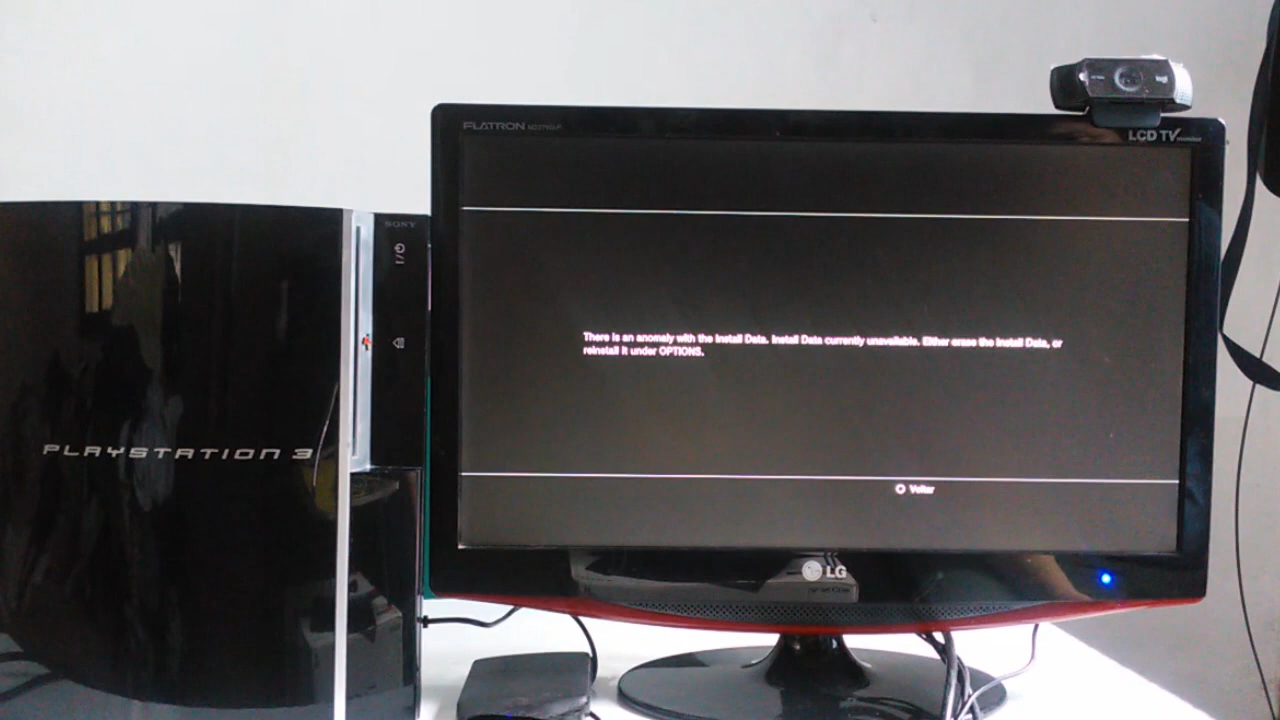 FLATRON
LCD TV
logi
SONY
PLAYSTATION 3
There is an anomaly with the Install Data. Install Data currently unavailable. Either erase the Install Data, or
reinstall it under OPTIONS.
Voltar
LG